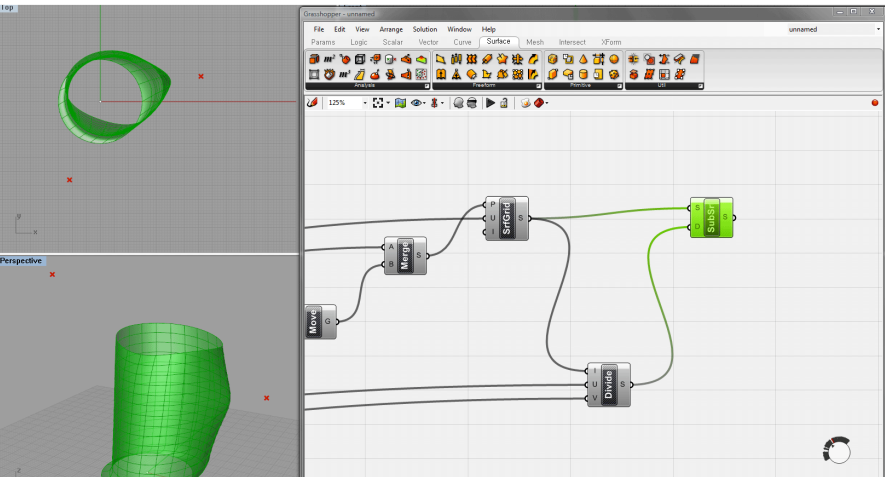 Top
Grasshopper - unnamed
File Edit View Arrange Solution Window Help
unnamed
Params Logic Scalar Vector Curve Surface Mesh Intersect XForm
Analysis Freeform Primitive Util
125%
y
x
Perspective
z
P
U
I
SrfGrid
S
S
D
SubSrf
S
A
B
Merge
S
Move
G
I
U
V
Divide
S